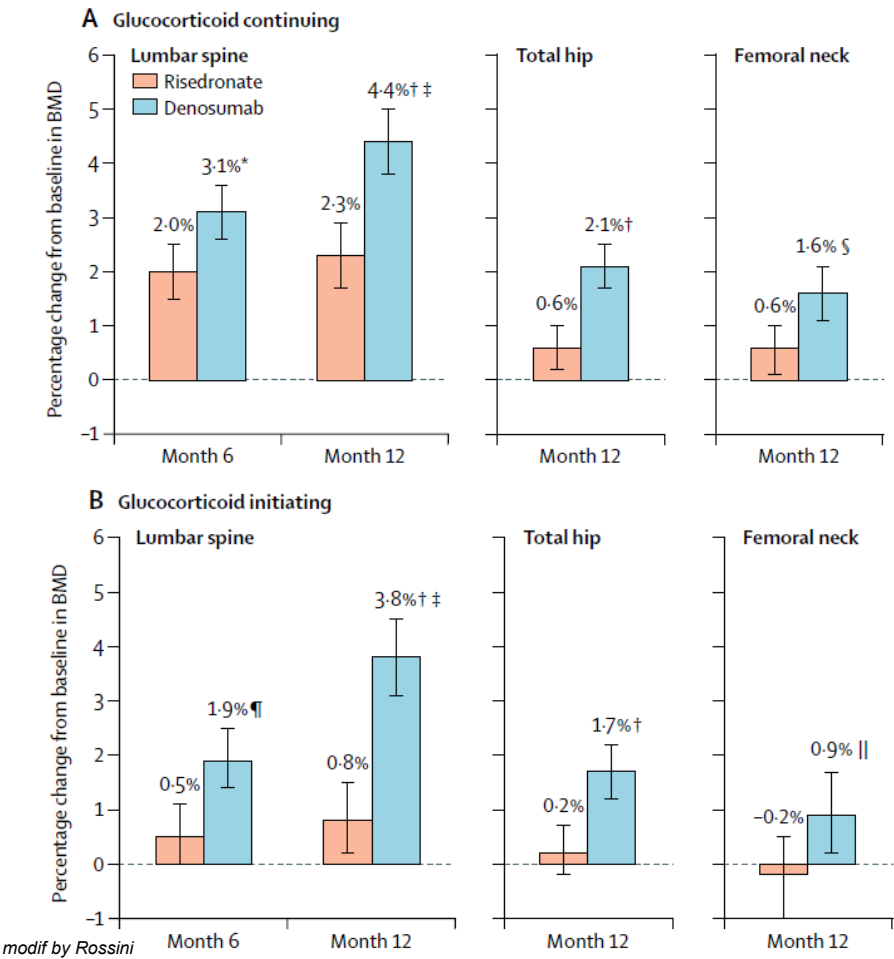 A Glucocorticoid continuing
Lumbar spine
Total hip
Femoral neck
Risedronate
Denosumab
Percentage change from baseline in BMD
6
5
4
3
2
1
0
–1
2·0%
3·1%*
2·3%
4·4%† ‡
0·6%
2·1%†
0·6%
1·6% §
Month 6
Month 12
Month 12
Month 12
B Glucocorticoid initiating
Lumbar spine
Total hip
Femoral neck
Percentage change from baseline in BMD
6
5
4
3
2
1
0
–1
0·5%
1·9%¶
0·8%
3·8%† ‡
0·2%
1·7%†
–0·2%
0·9% ||
Month 6
Month 12
Month 12
Month 12
modif by Rossini